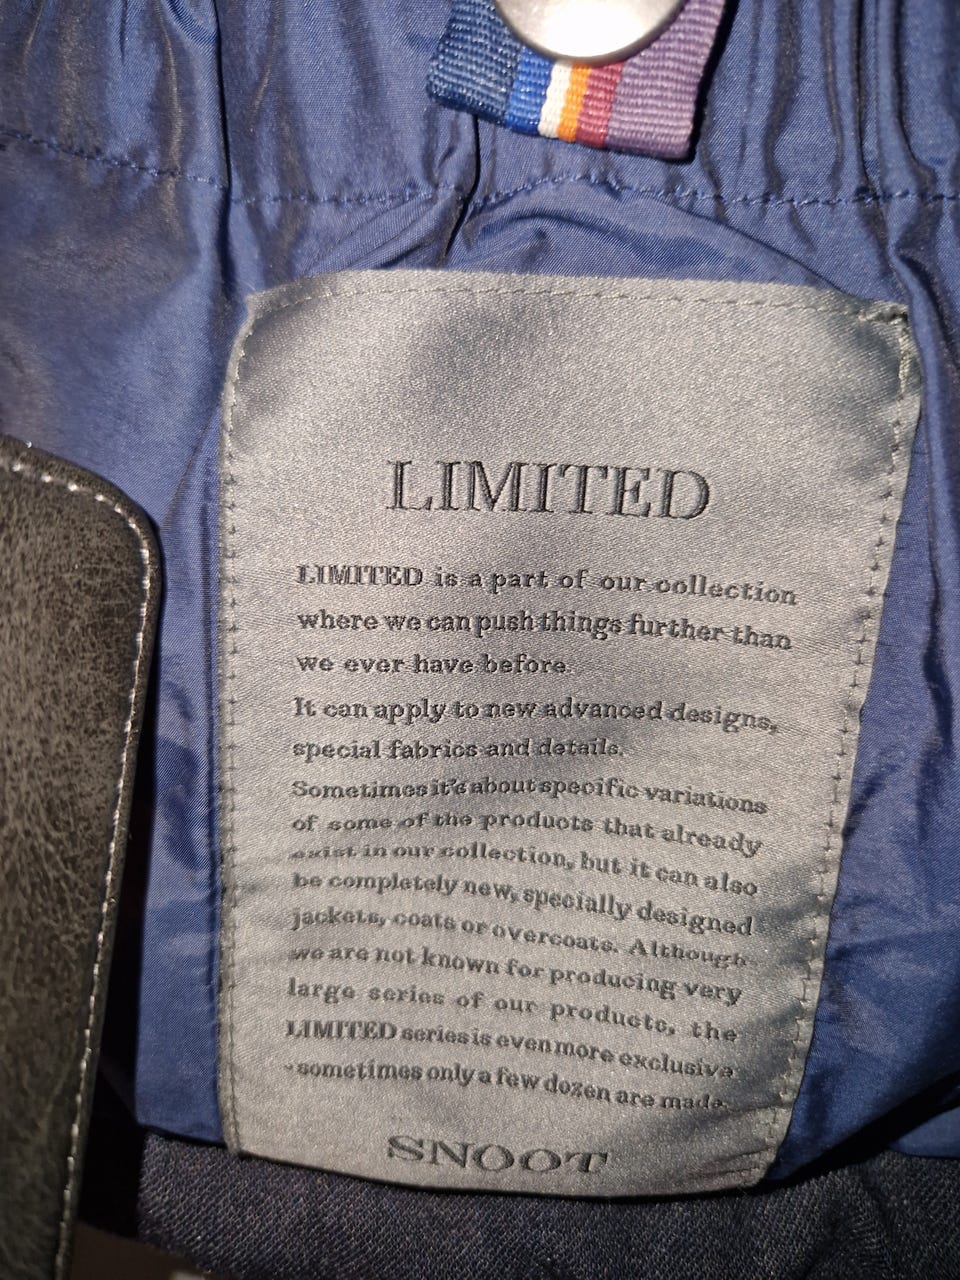 LIMITED
LIMITED is a part of our collection
where we can push things further than
we ever have before.
It can apply to new advanced designs,
special fabrics and details.
Sometimes it's about specific variations
of some of the products that already
exist in our collection, but it can also
be completely new, specially designed
jackets, coats or overcoats. Although
we are not known for producing very
large series of our products, the
LIMITED series is even more exclusive
- sometimes only a few dozen are made.
SNOOT